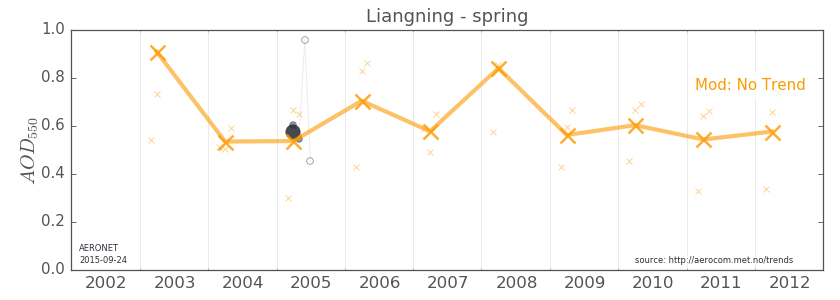 Liangning - spring
1.0
0.8
0.6
0.4
0.2
0.0
AOD550
Mod: No Trend
AERONET
2015-09-24
source: http://aerocom.met.no/trends
2002 2003 2004 2005 2006 2007 2008 2009 2010 2011 2012